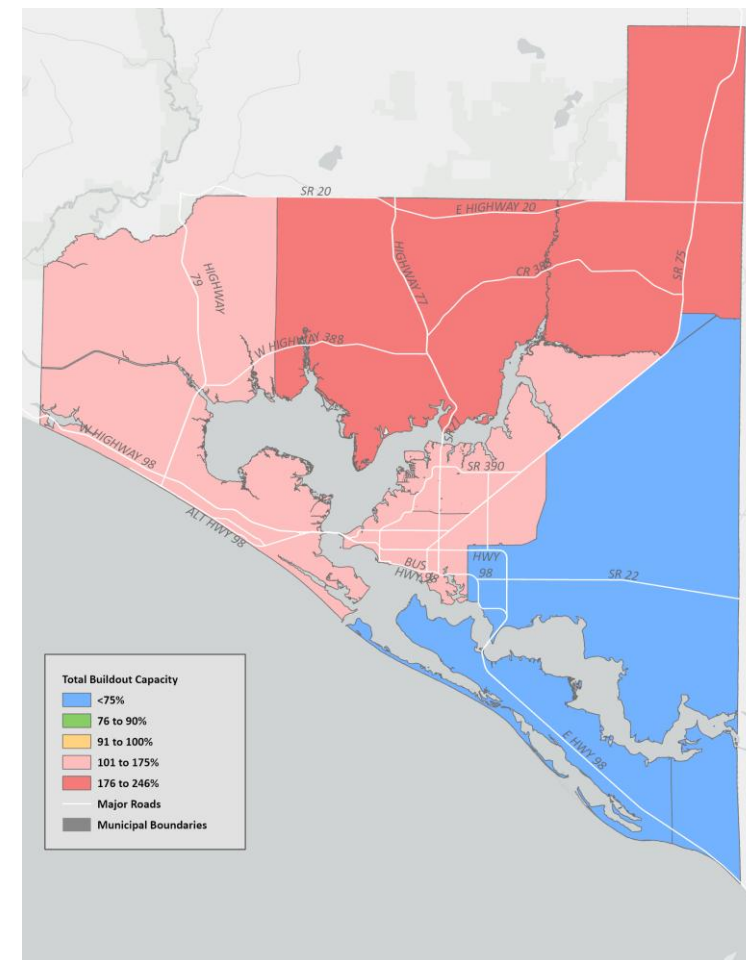 SR 20
E HIGHWAY 20
HIGHWAY
79
HIGHWAY 77
CR 388
SR 75
W HIGHWAY 388
W HIGHWAY 98
SR 390
ALT HWY 98
BUS
HWY 98
HWY
98
SR 22
E HWY 98
Total Buildout Capacity
<75%
76 to 90%
91 to 100%
101 to 175%
176 to 246%
Major Roads
Municipal Boundaries